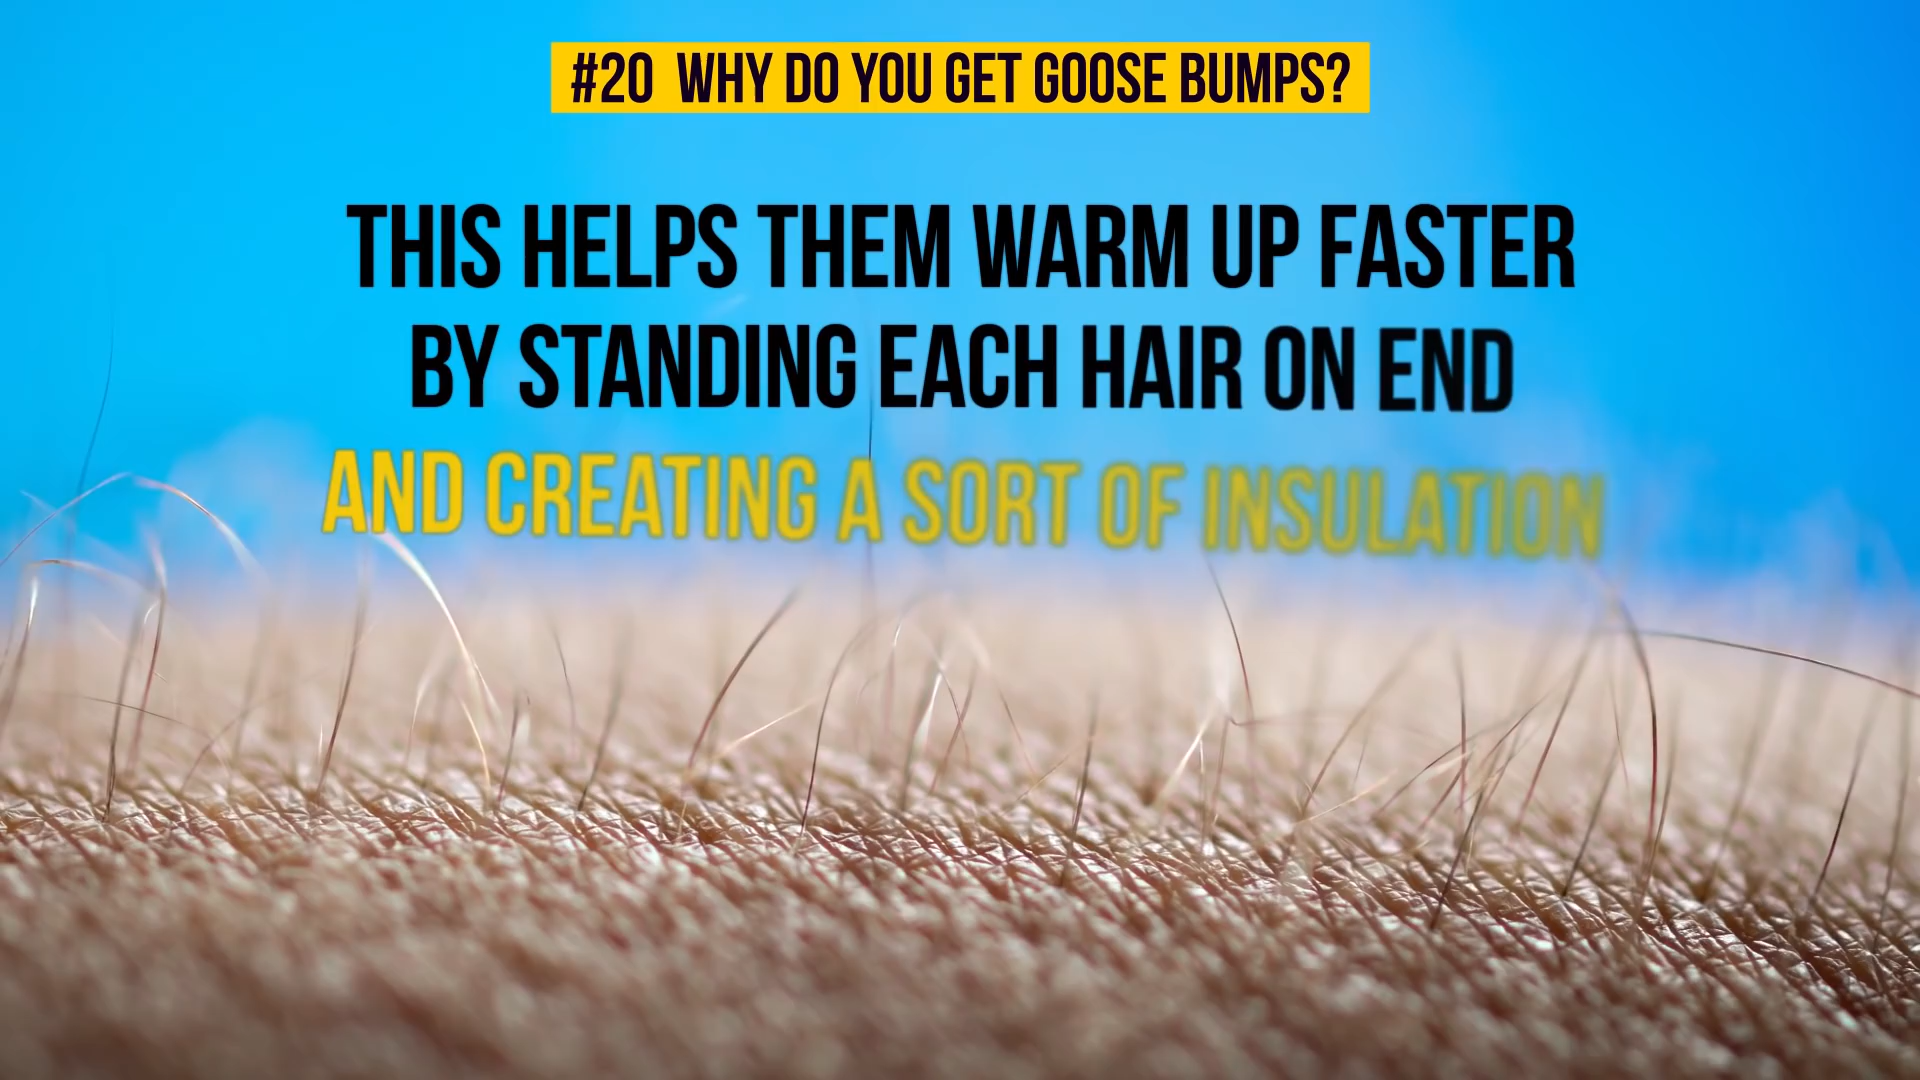 #20 WHY DO YOU GET GOOSE BUMPS?
THIS HELPS THEM WARM UP FASTER
BY STANDING EACH HAIR ON END
AND CREATING A SORT OF INSULATION